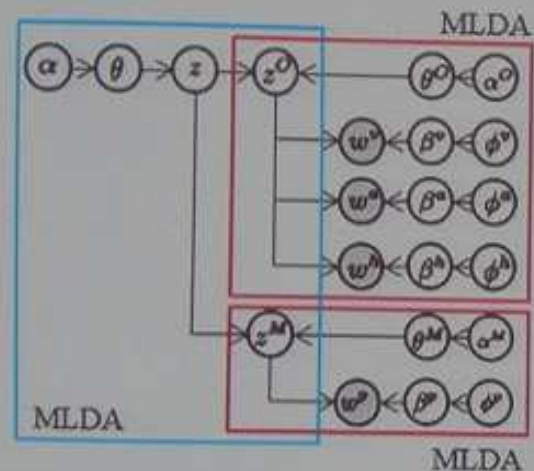 MLDA
α θ z z^O θ^O α^O
w^v β^v φ^v
w^a β^a φ^a
w^h β^h φ^h
z^M θ^M α^M
w^p β^p φ^p
MLDA
MLDA